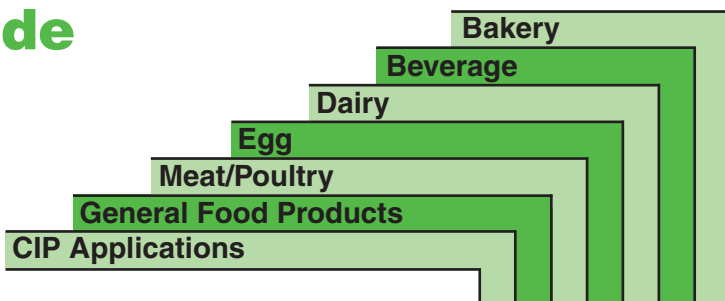 de
Bakery
Beverage
Dairy
Egg
Meat/Poultry
General Food Products
CIP Applications